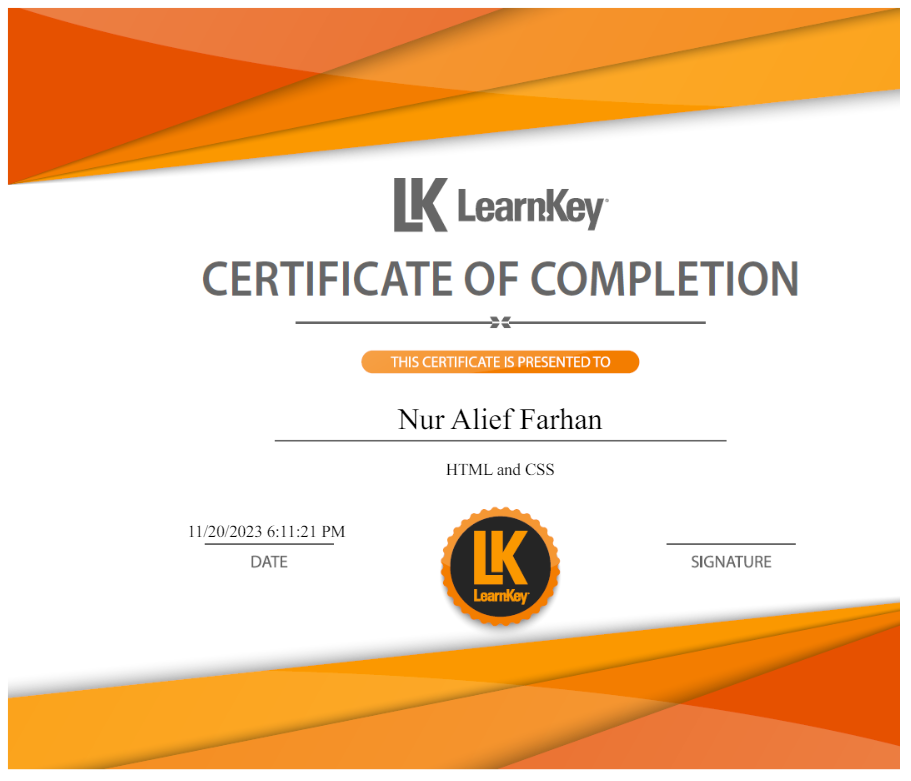 LK LearnKey
CERTIFICATE OF COMPLETION
THIS CERTIFICATE IS PRESENTED TO
Nur Alief Farhan
HTML and CSS
11/20/2023 6:11:21 PM
DATE
LK
LearnKey
SIGNATURE